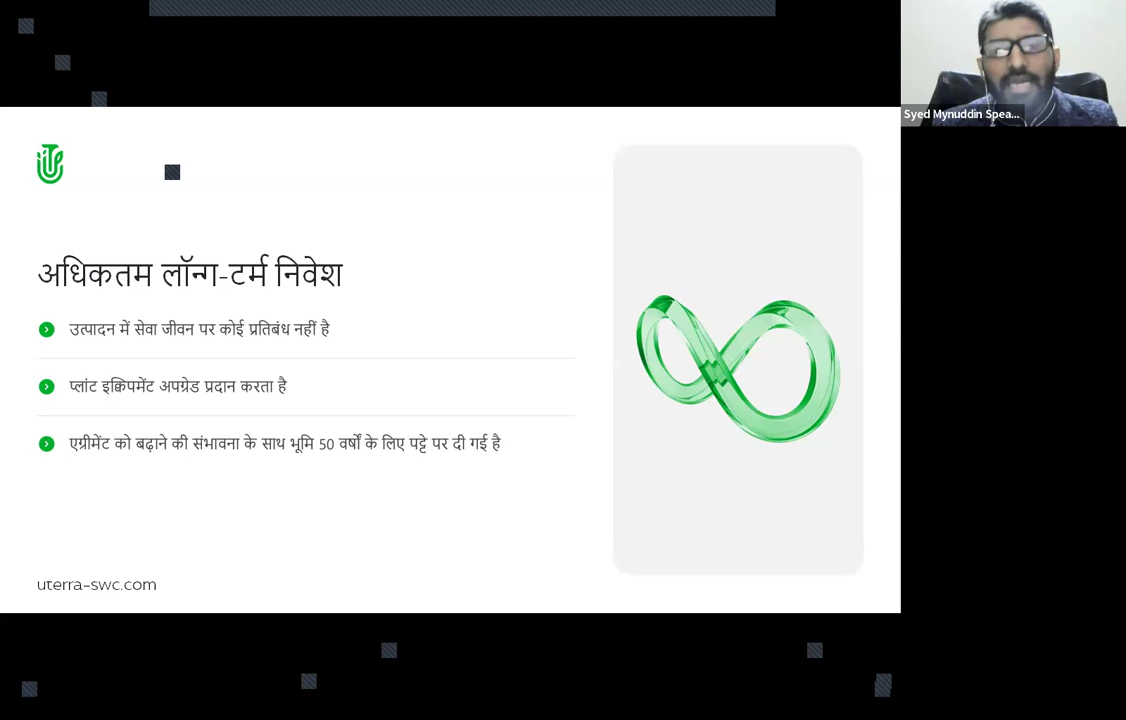 Syed Mynuddin Spea...
अधिकतम लॉन्ग-टर्म निवेश
उत्पादन में सेवा जीवन पर कोई प्रतिबंध नहीं है
प्लांट इक्विपमेंट अपग्रेड प्रदान करता है
एग्रीमेंट को बढ़ाने की संभावना के साथ भूमि 50 वर्षों के लिए पट्टे पर दी गई है
uterra-swc.com